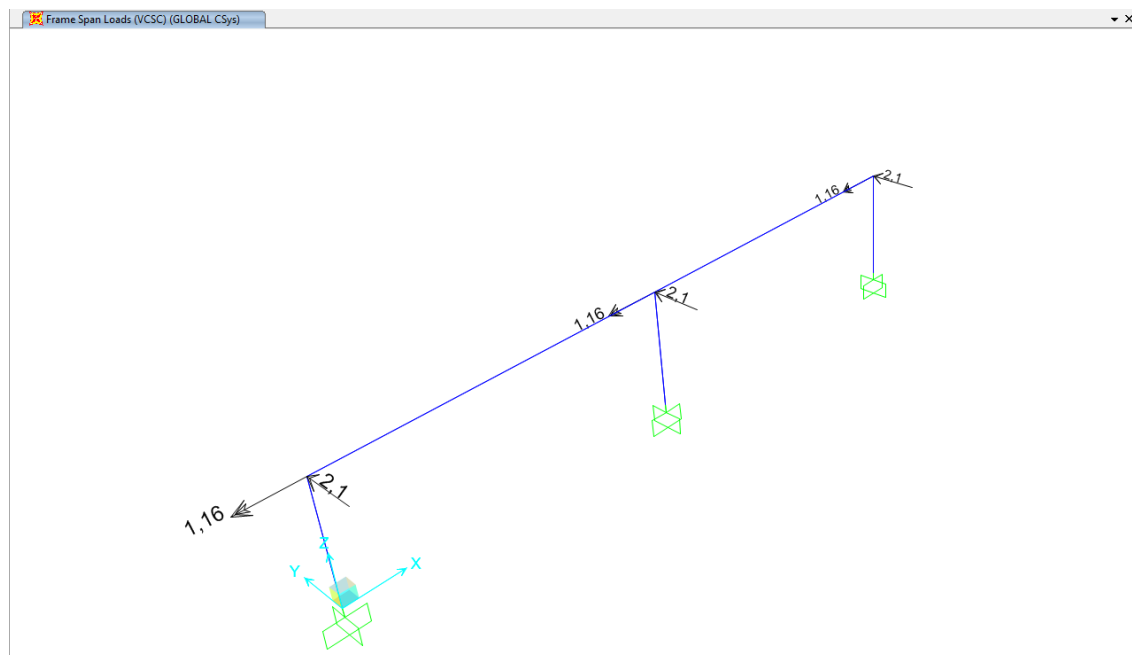 Frame Span Loads (VCSC) (GLOBAL CSys)
2,1
1,16
2,1
1,16
2,1
1,16
Z
Y
X